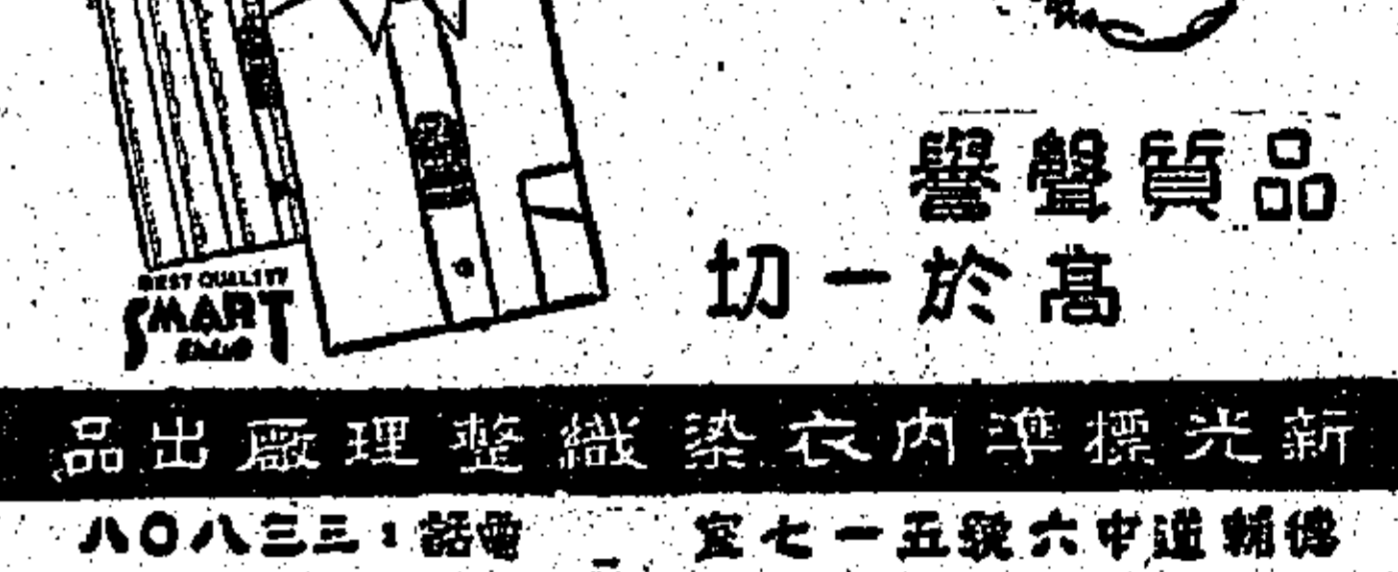 品質聲譽
高於一切
BEST QUALITY
SMART
新光標準內衣染織整理廠出品
德輔道中六號五一七室 電話：三三八〇八